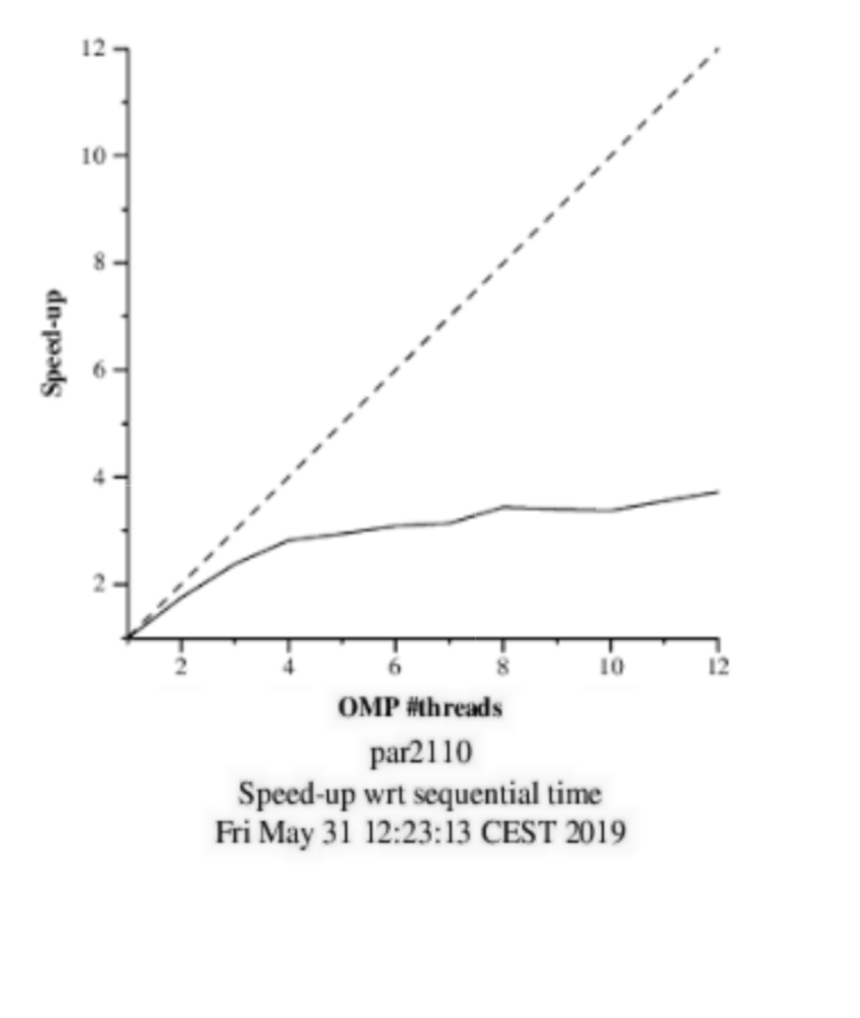 12
10
8
6
4
2
Speed-up
2 4 6 8 10 12
OMP #threads
par2110
Speed-up wrt sequential time
Fri May 31 12:23:13 CEST 2019